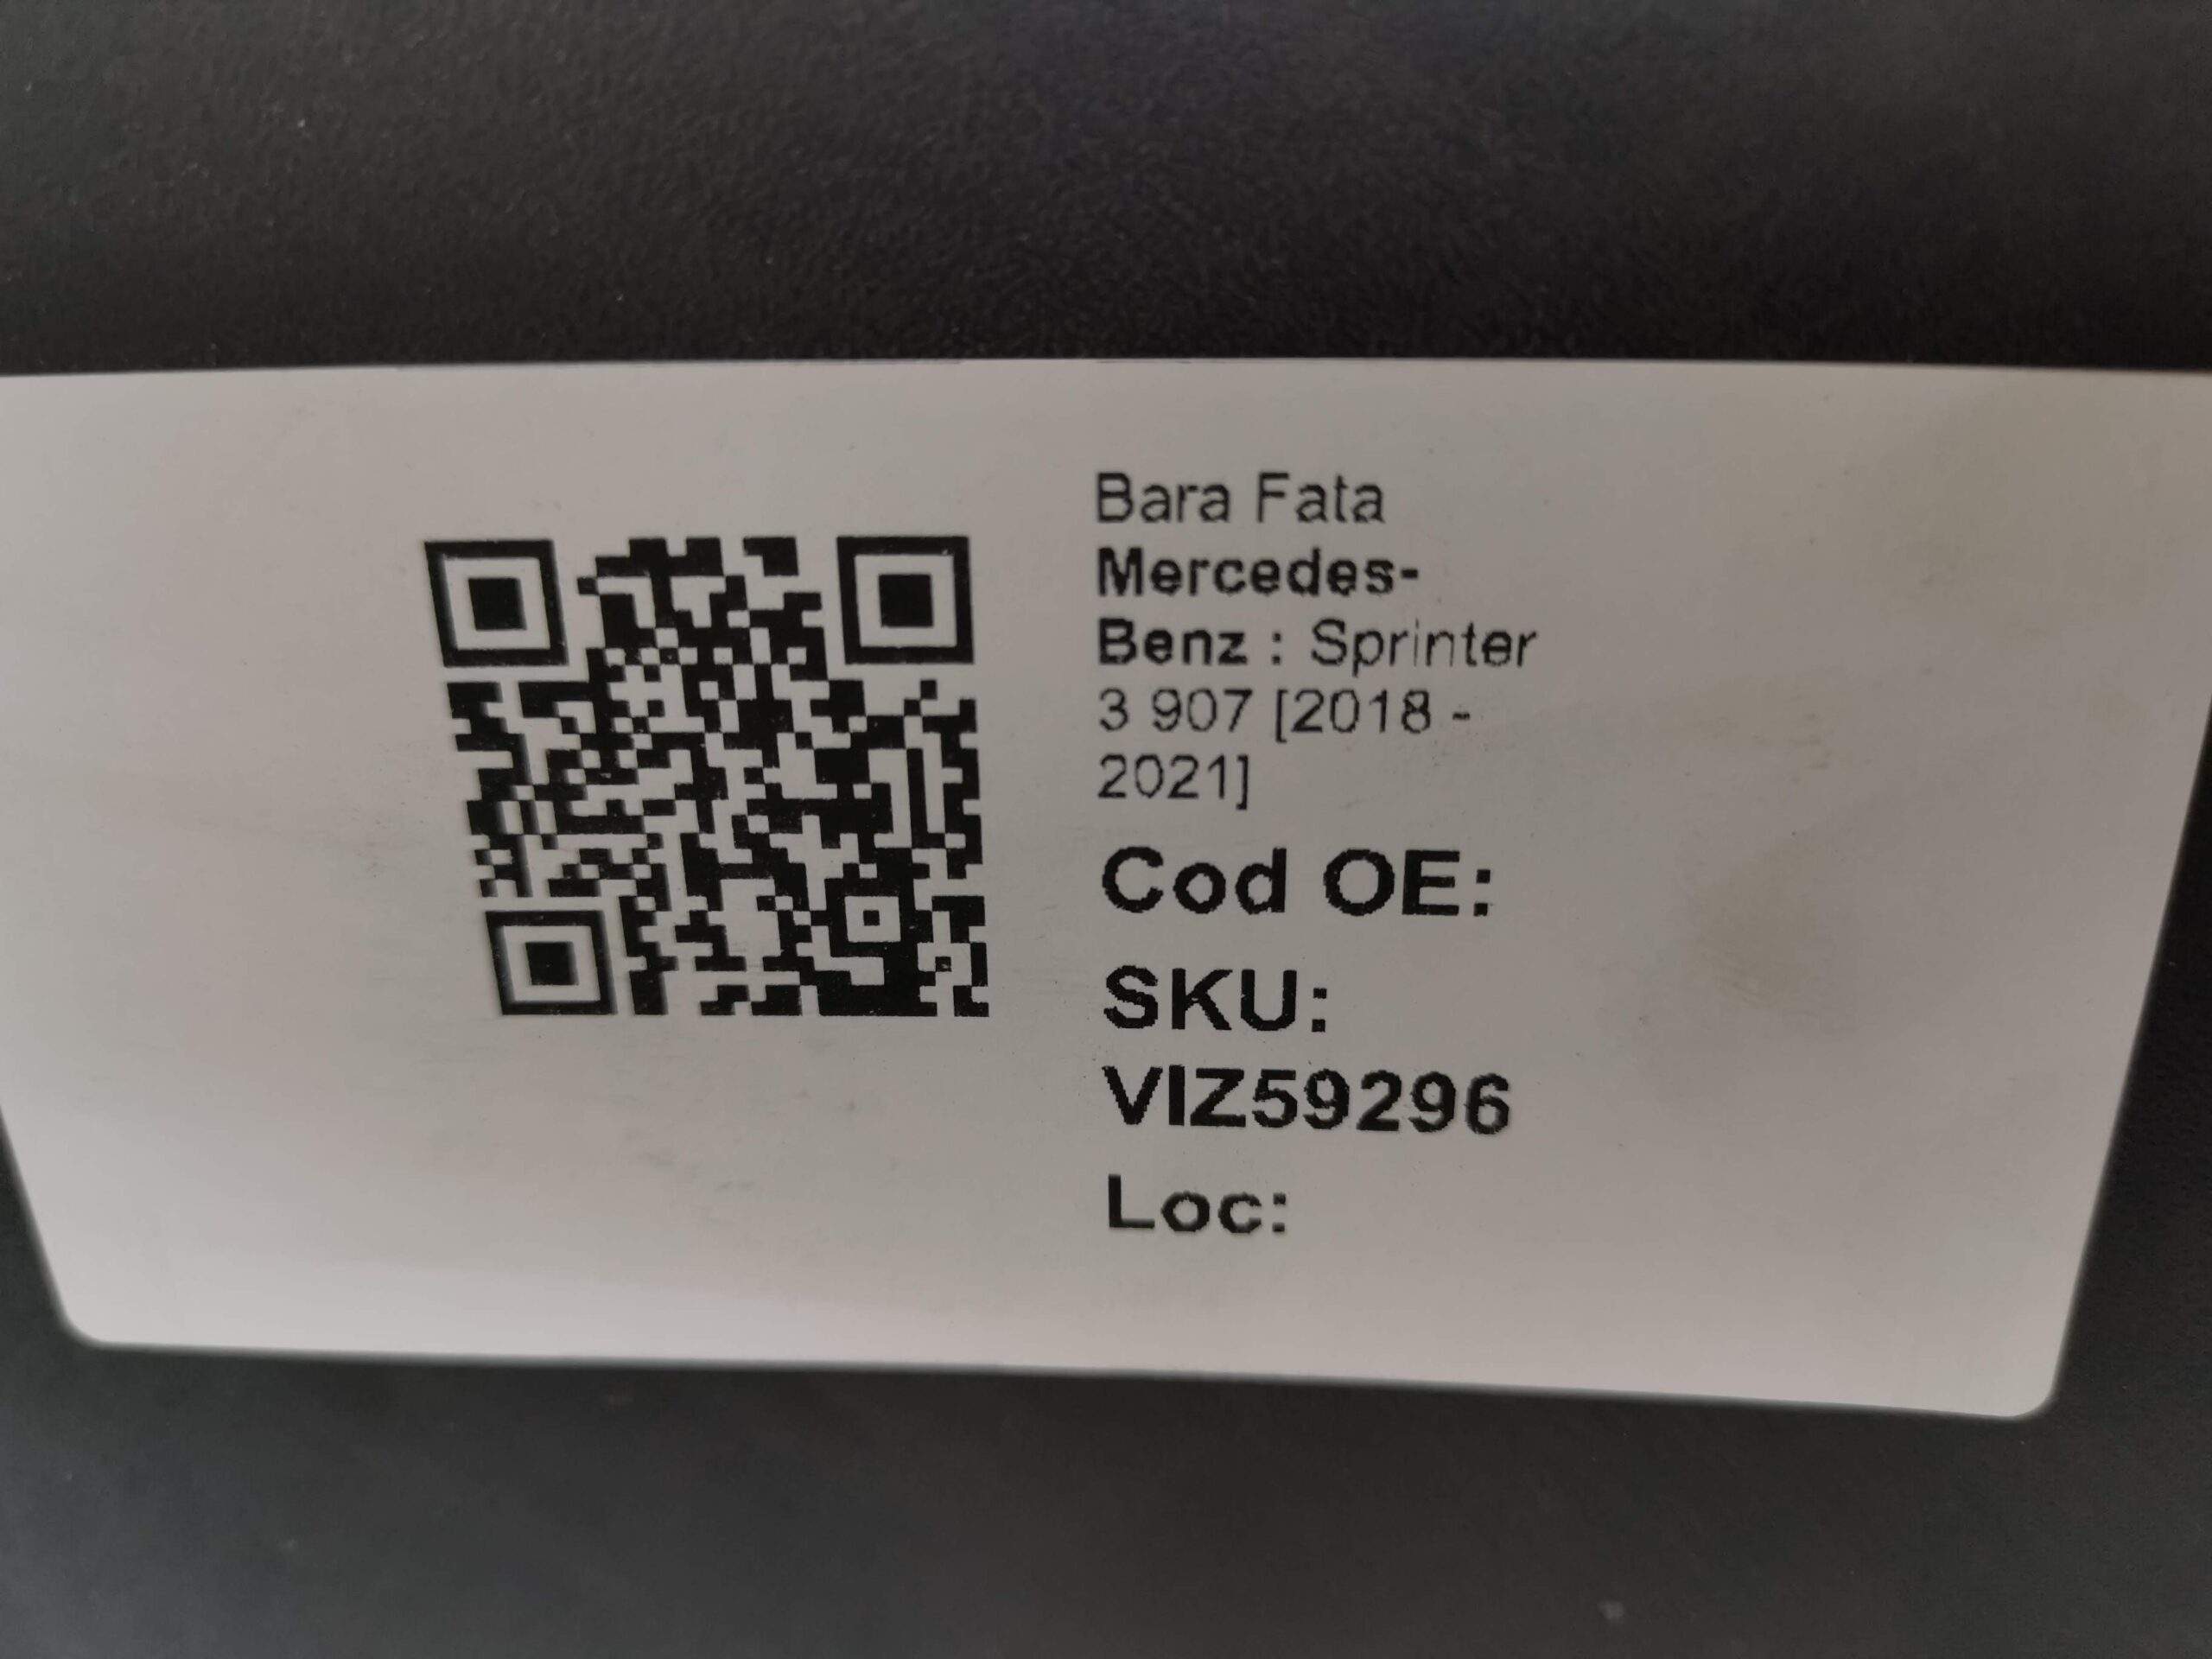 Bara Fata
Mercedes-
Benz : Sprinter
3 907 [2018 -
2021]
Cod OE:
SKU:
VIZ59296
Loc: